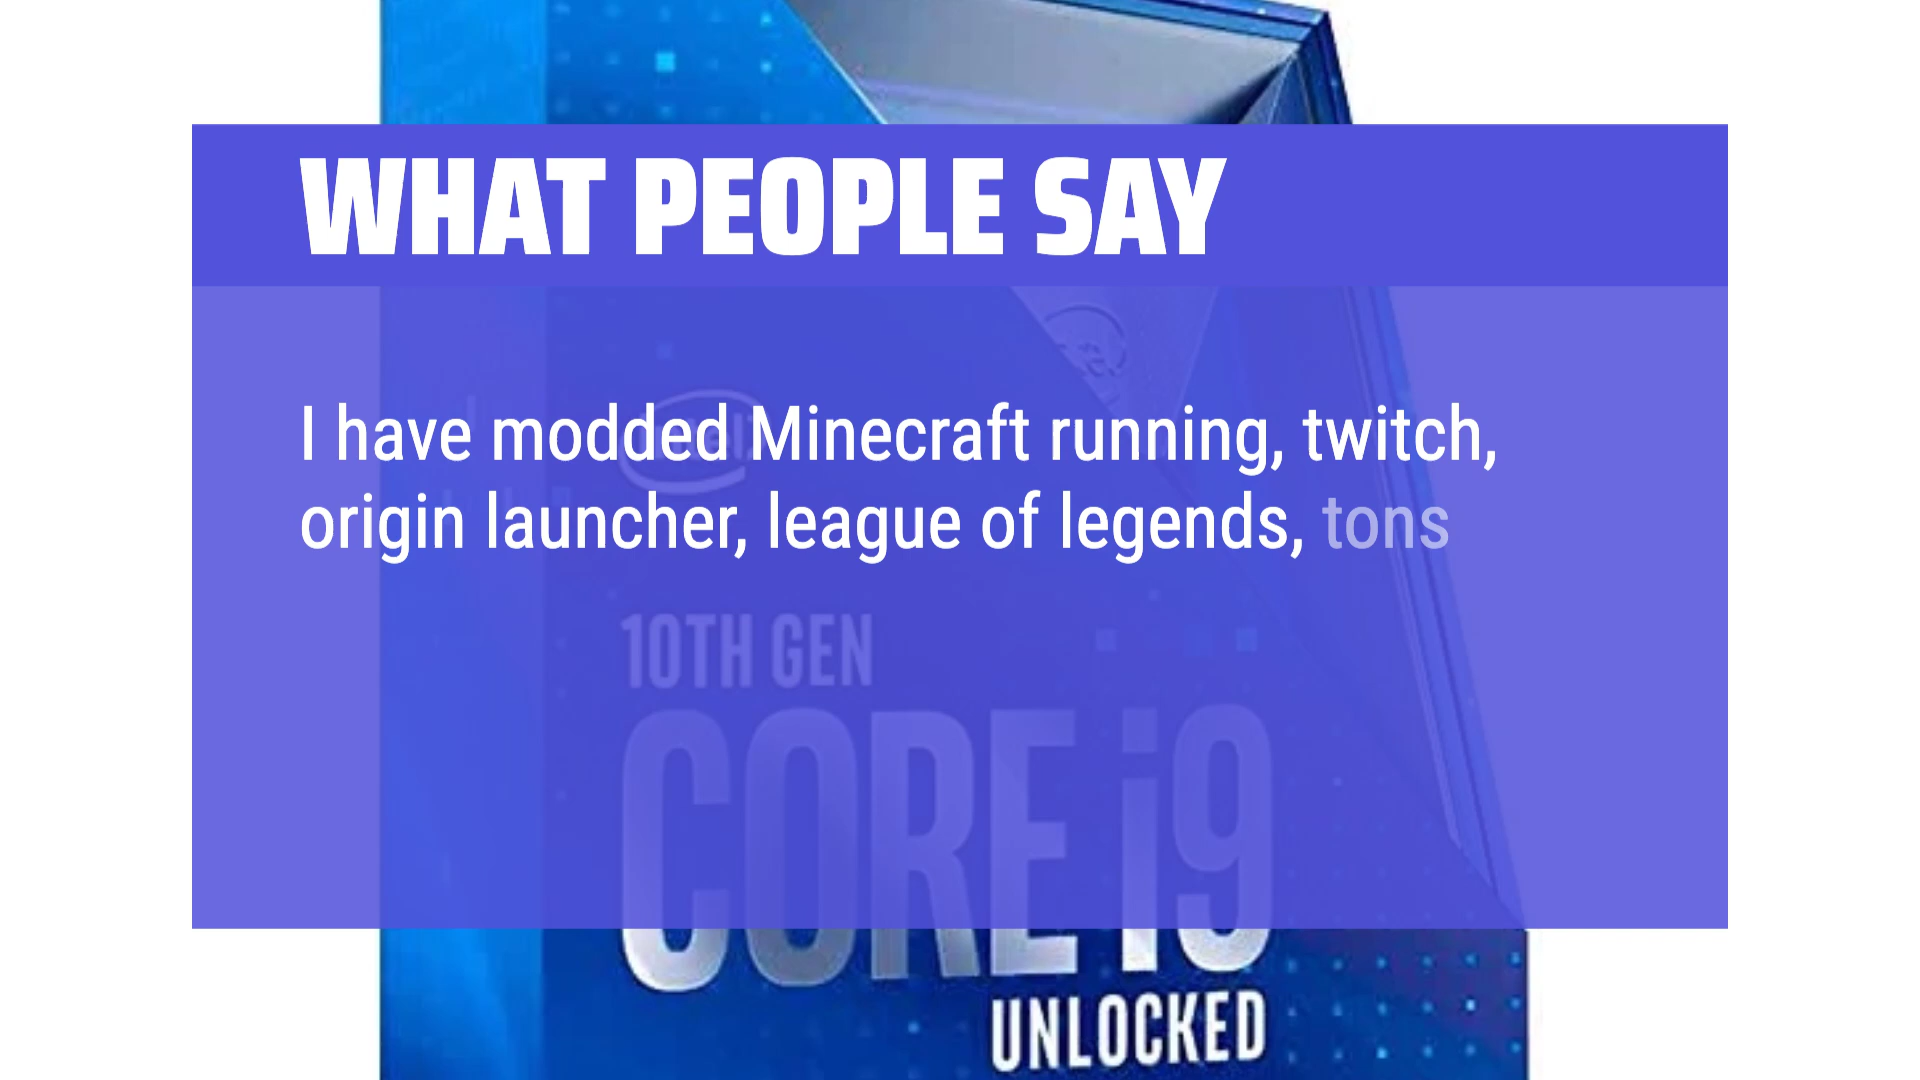 WHAT PEOPLE SAY
I have modded Minecraft running, twitch,
origin launcher, league of legends, tons
intel
10TH GEN
CORE i9
UNLOCKED